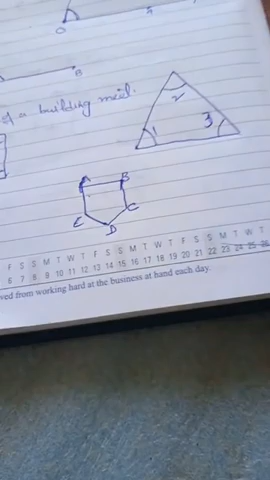 O
B
of a building meet.
2
1 3
A B
E C
D
F S S M T W T F S S M T W T F S S M T W T
6 7 8 9 10 11 12 13 14 15 16 17 18 19 20 21 22 23 24 25 26
ved from working hard at the business at hand each day.